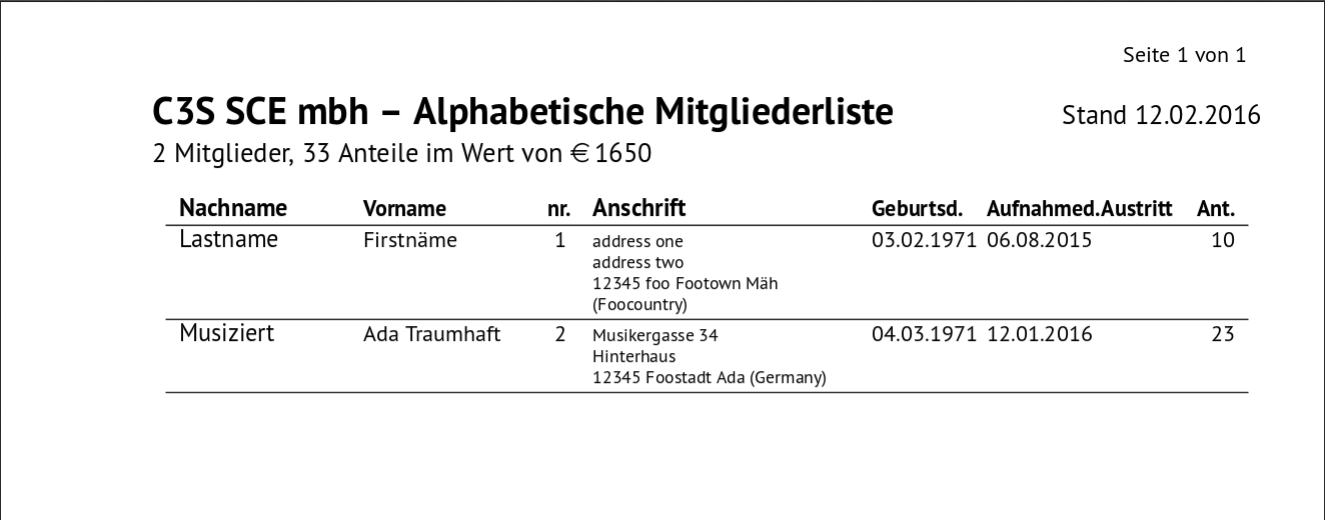 Seite 1 von 1
C3S SCE mbh – Alphabetische Mitgliederliste Stand 12.02.2016
2 Mitglieder, 33 Anteile im Wert von € 1650
Nachname Vorname nr. Anschrift Geburtsd. Aufnahmed.Austritt Ant.
Lastname Firstnäme 1 address one 03.02.1971 06.08.2015 10
address two
12345 foo Footown Mäh
(Foocountry)
Musiziert Ada Traumhaft 2 Musikergasse 34 04.03.1971 12.01.2016 23
Hinterhaus
12345 Foostadt Ada (Germany)